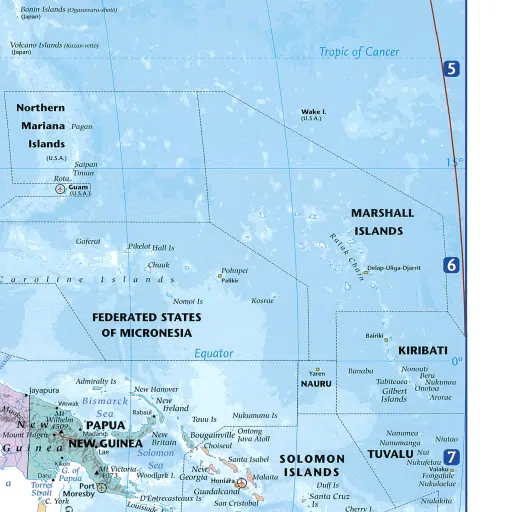 Bonin Islands (Ogasawara-shotō)
(Japan)
Volcano Islands (Kazan-retto)
(Japan)
Tropic of Cancer
5
Northern
Mariana
Islands
(U.S.A.)
Pagan
Wake I.
(U.S.A.)
15°
Saipan
Tinian
Rota
Guam
(U.S.A.)
MARSHALL
ISLANDS
Ratak Chain
Gaferut
Pikelot
Hall Is
Chuuk
Pohnpei
Palikir
Delap-Uliga-Djarrit
6
Caroline Islands
Nomoi Is
Kosrae
FEDERATED STATES
OF MICRONESIA
Bairiki
KIRIBATI
Equator
0°
Yaren
NAURU
Banaba
Nonouti
Beru
Tabiteuea
Nukunau
Gilbert
Islands
Onotoa
Arorae
Admiralty Is
Jayapura
New Hanover
Wewak
Bismarck
Sea
New
Ireland
Rabaul
Mt
Wilhelm
4509
New
Guinea
Mount Hagen
Madang
PAPUA
NEW GUINEA
Lae
New
Britain
Tauu Is
Nukumanu Is
Bougainville
Ontong
Java Atoll
Choiseul
Solomon
Sea
Nanumea
Nanumanga
Niutao
Nui
Nukufetau
TUVALU
7
Vaiaku
Fongafale
Nukulaelae
Niulakita
Kikori
G. of
Papua
Mt Victoria
4073
Woodlark I.
New
Georgia
Santa Isabel
SOLOMON
ISLANDS
Malaita
Honiara
Guadalcanal
San Cristobal
Duff Is
Santa Cruz
Is
Cherry I.
Daru
Torres
Strait
C. York
Port
Moresby
D'Entrecasteaux Is
Louisiade
a